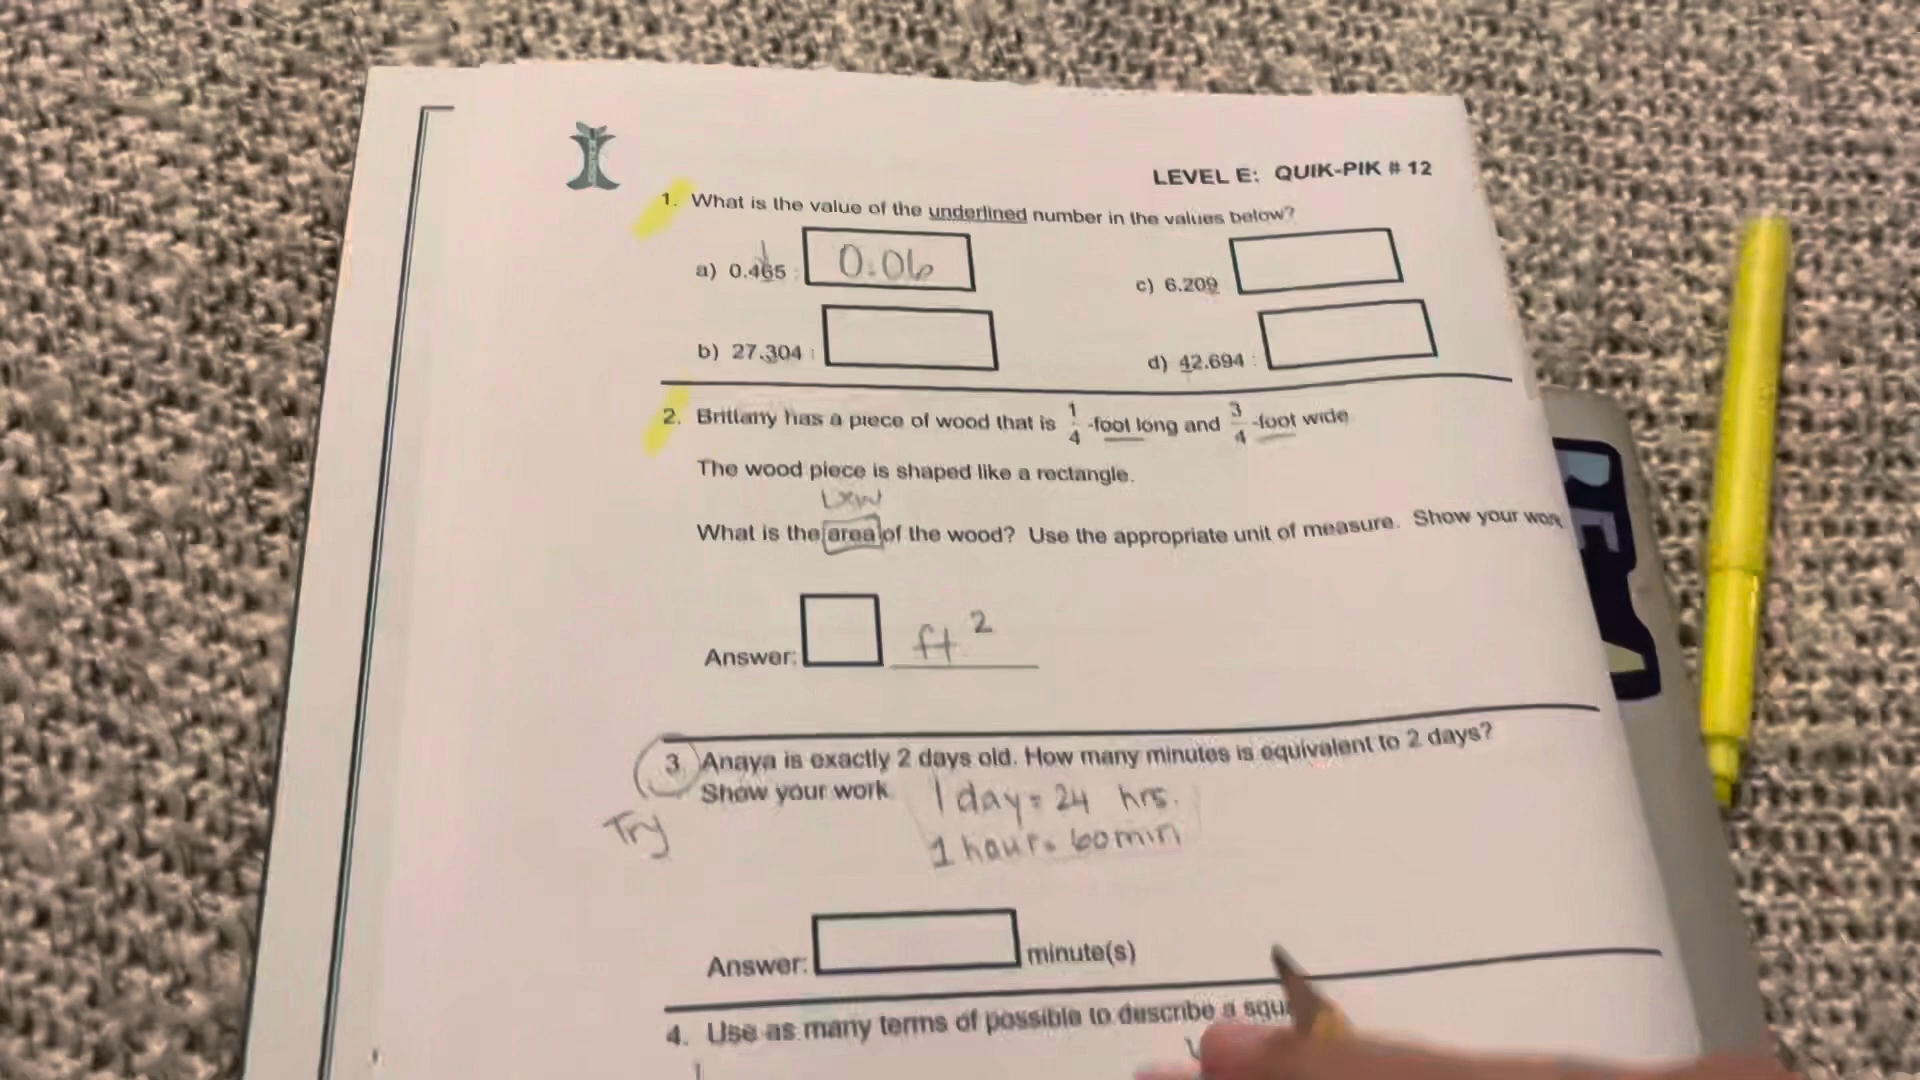 LEVEL E: QUIK-PIK # 12
1. What is the value of the underlined number in the values below?
a) 0.465 : 0.06
c) 6.209
b) 27.304 :
d) 42.694 :
2. Brittany has a piece of wood that is 1/4 -foot long and 3/4 -foot wide
The wood piece is shaped like a rectangle.
LxW
What is the area of the wood? Use the appropriate unit of measure. Show your work
Answer: ft 2
3. Anaya is exactly 2 days old. How many minutes is equivalent to 2 days?
Show your work
1 day = 24 hrs.
Try
1 hour = 60 min
Answer: minute(s)
4. Use as many terms of possible to describe a squ